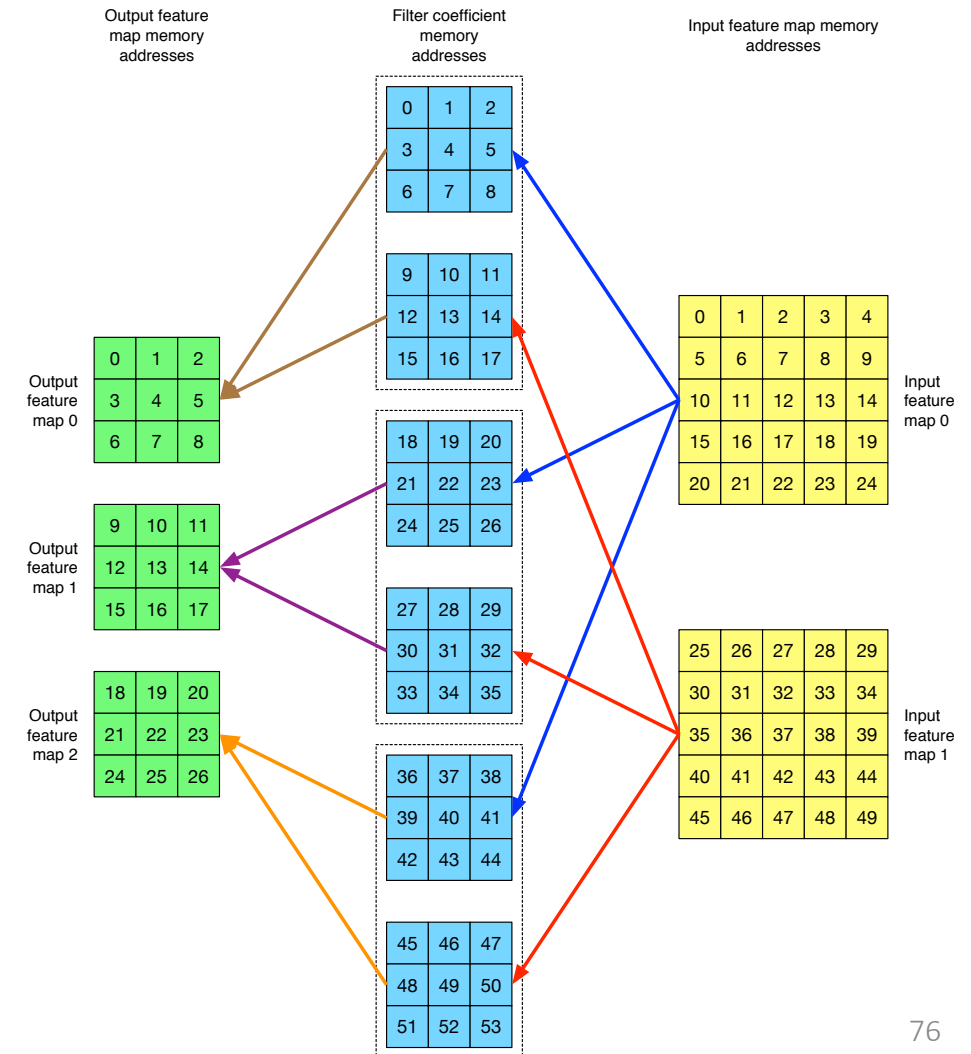 Output feature
map memory
addresses
Filter coefficient
memory
addresses
Input feature map memory
addresses
Output
feature
map 0
0 1 2
3 4 5
6 7 8
Output
feature
map 1
9 10 11
12 13 14
15 16 17
Output
feature
map 2
18 19 20
21 22 23
24 25 26
0 1 2
3 4 5
6 7 8
9 10 11
12 13 14
15 16 17
18 19 20
21 22 23
24 25 26
27 28 29
30 31 32
33 34 35
36 37 38
39 40 41
42 43 44
45 46 47
48 49 50
51 52 53
0 1 2 3 4
5 6 7 8 9
10 11 12 13 14
15 16 17 18 19
20 21 22 23 24
Input
feature
map 0
25 26 27 28 29
30 31 32 33 34
35 36 37 38 39
40 41 42 43 44
45 46 47 48 49
Input
feature
map 1
76